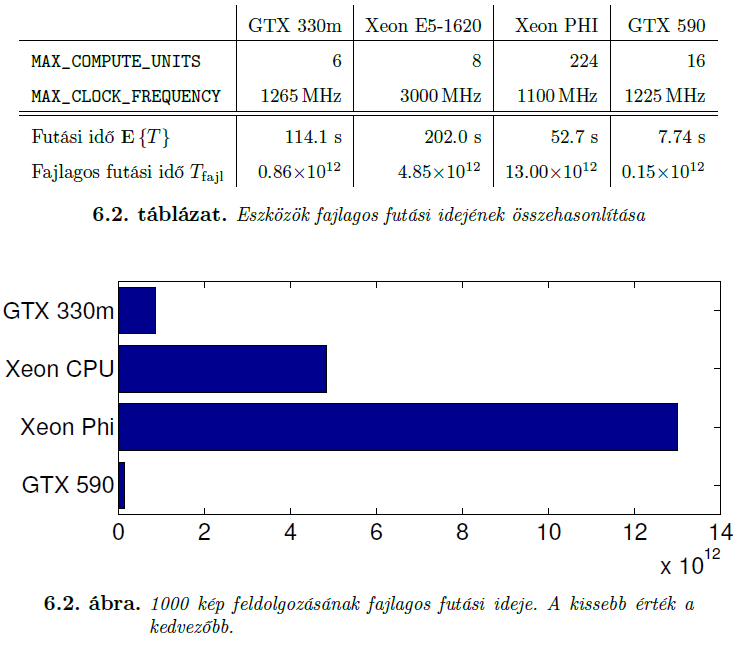 GTX 330m Xeon E5-1620 Xeon PHI GTX 590
MAX_COMPUTE_UNITS 6 8 224 16
MAX_CLOCK_FREQUENCY 1265 MHz 3000 MHz 1100 MHz 1225 MHz
Futási idő E {T} 114.1 s 202.0 s 52.7 s 7.74 s
Fajlagos futási idő Tfajl 0.86×10^12 4.85×10^12 13.00×10^12 0.15×10^12
6.2. táblázat. Eszközök fajlagos futási idejének összehasonlítása
GTX 330m
Xeon CPU
Xeon Phi
GTX 590
0 2 4 6 8 10 12 14
x 10^12
6.2. ábra. 1000 kép feldolgozásának fajlagos futási ideje. A kissebb érték a
kedvezőbb.